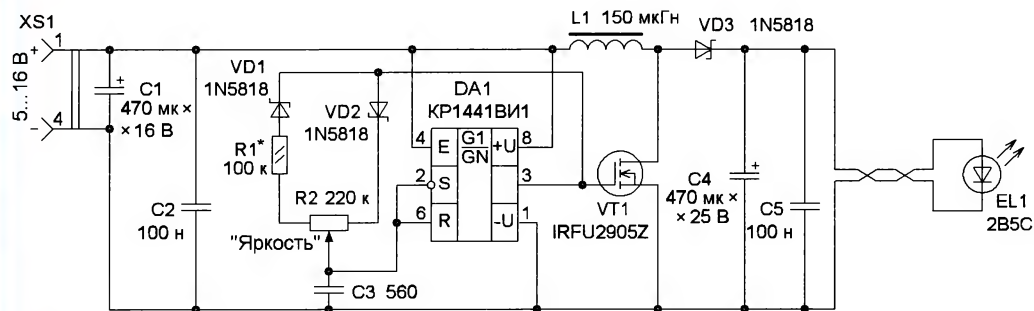 XS1
+ 1
5...16 В
- 4
C1
470 мк ×
× 16 В
C2
100 н
VD1
1N5818
VD2
1N5818
R1*
100 к
R2 220 к
"Яркость"
C3 560
DA1
КР1441ВИ1
4 E G1 +U 8
GN
2 S 3
6 R -U 1
L1 150 мкГн
VT1
IRFU2905Z
VD3 1N5818
C4
470 мк ×
× 25 В
C5
100 н
EL1
2B5C